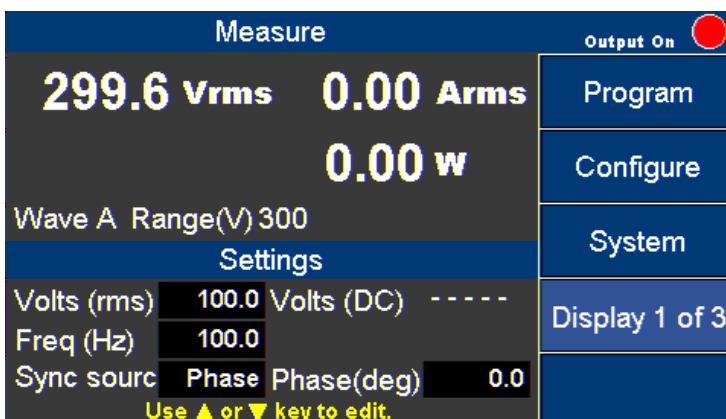 Measure
Output On
299.6 Vrms 0.00 Arms
Program
0.00 W
Configure
Wave A Range(V) 300
System
Settings
Volts (rms) 100.0 Volts (DC) - - - - -
Display 1 of 3
Freq (Hz) 100.0
Sync sourc Phase Phase(deg) 0.0
Use ▲ or ▼ key to edit.